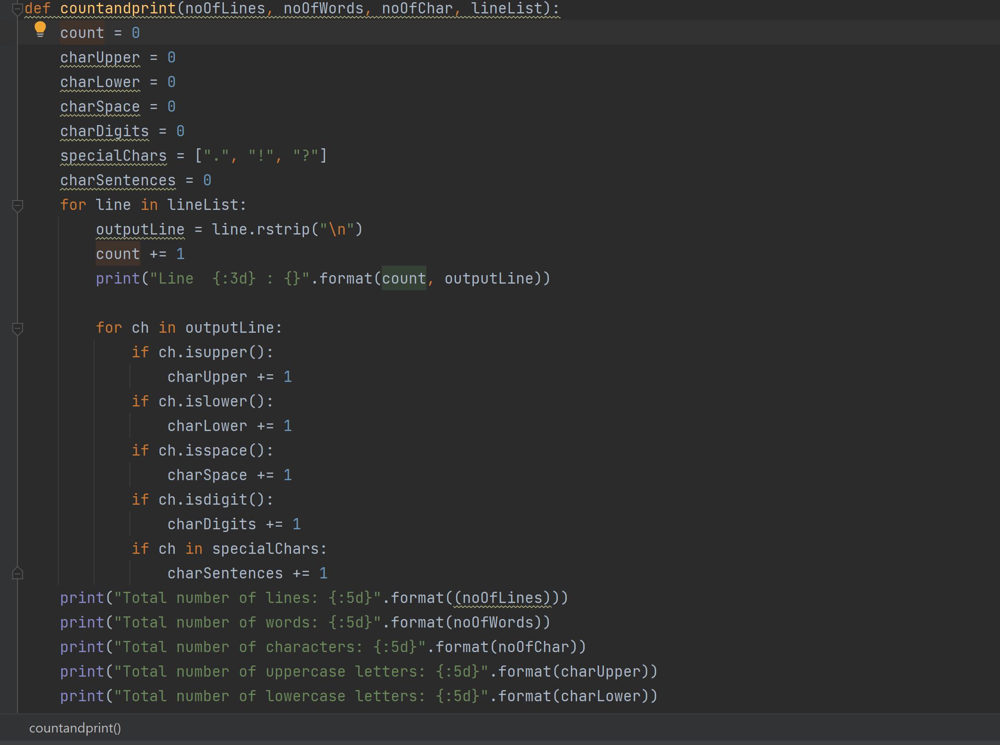 def countandprint(noOfLines, noOfWords, noOfChar, lineList):
    count = 0
    charUpper = 0
    charLower = 0
    charSpace = 0
    charDigits = 0
    specialChars = [".", "!", "?"]
    charSentences = 0
    for line in lineList:
        outputLine = line.rstrip("\n")
        count += 1
        print("Line  {:3d} : {}".format(count, outputLine))

        for ch in outputLine:
            if ch.isupper():
                charUpper += 1
            if ch.islower():
                charLower += 1
            if ch.isspace():
                charSpace += 1
            if ch.isdigit():
                charDigits += 1
            if ch in specialChars:
                charSentences += 1
    print("Total number of lines: {:5d}".format((noOfLines)))
    print("Total number of words: {:5d}".format(noOfWords))
    print("Total number of characters: {:5d}".format(noOfChar))
    print("Total number of uppercase letters: {:5d}".format(charUpper))
    print("Total number of lowercase letters: {:5d}".format(charLower))
countandprint()